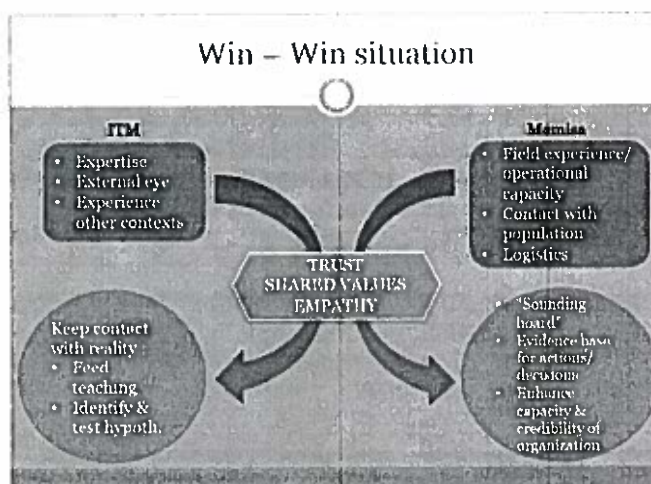 Win – Win situation
ITM
• Expertise
• External eye
• Experience
other contexts
Memisa
• Field experience/
operational
capacity
• Contact with
population
• Logistics
TRUST
SHARED VALUES
EMPATHY
Keep contact
with reality :
• Feed
teaching
• Identify &
test hypoth.
• "Sounding
board"
• Evidence base
for actions/
decisions
• Enhance
capacity &
credibility of
organization